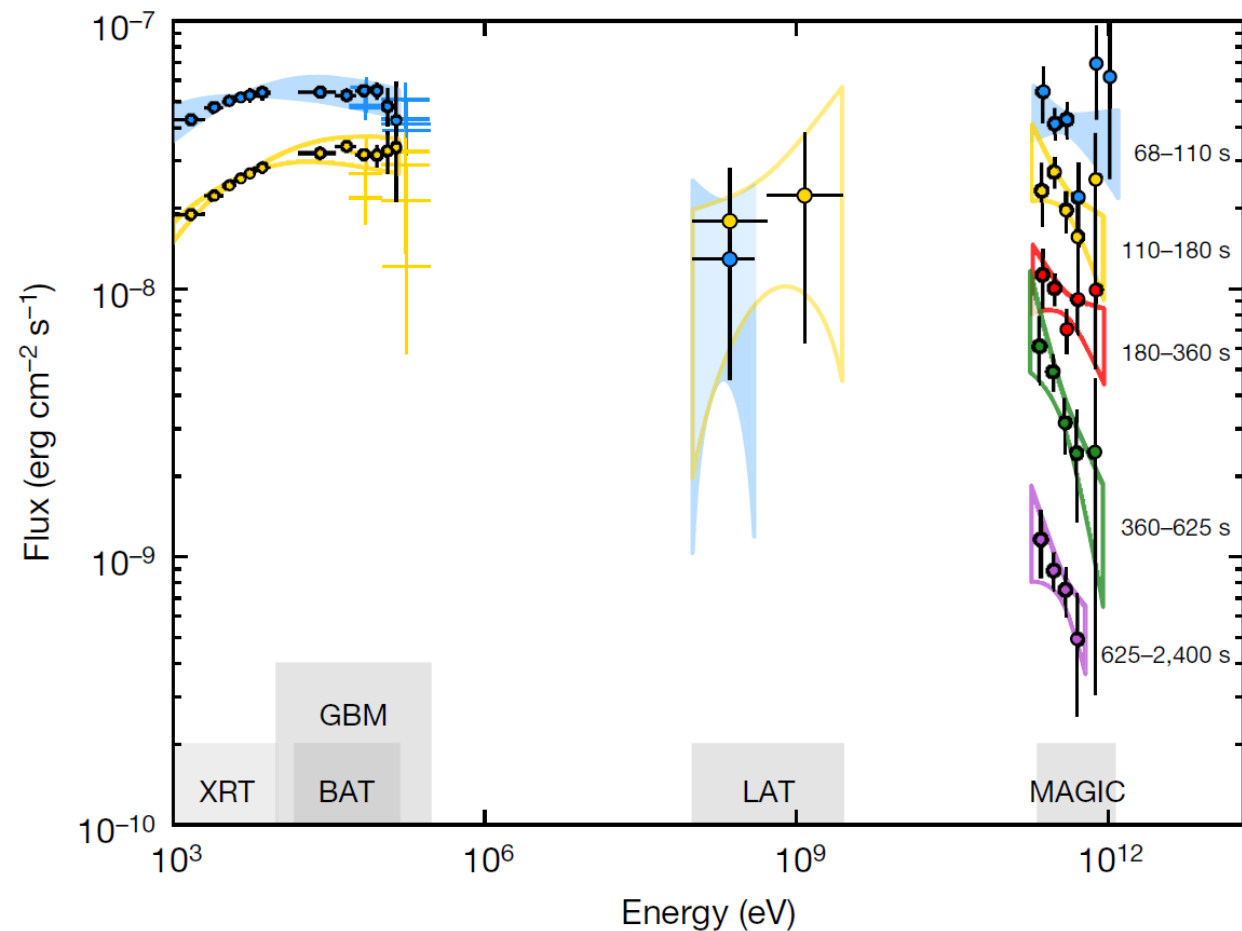 10⁻⁷
10⁻⁸
10⁻⁹
10⁻¹⁰
Flux (erg cm⁻² s⁻¹)
68–110 s
110–180 s
180–360 s
360–625 s
625–2,400 s
GBM
XRT
BAT
LAT
MAGIC
10³
10⁶
10⁹
10¹²
Energy (eV)